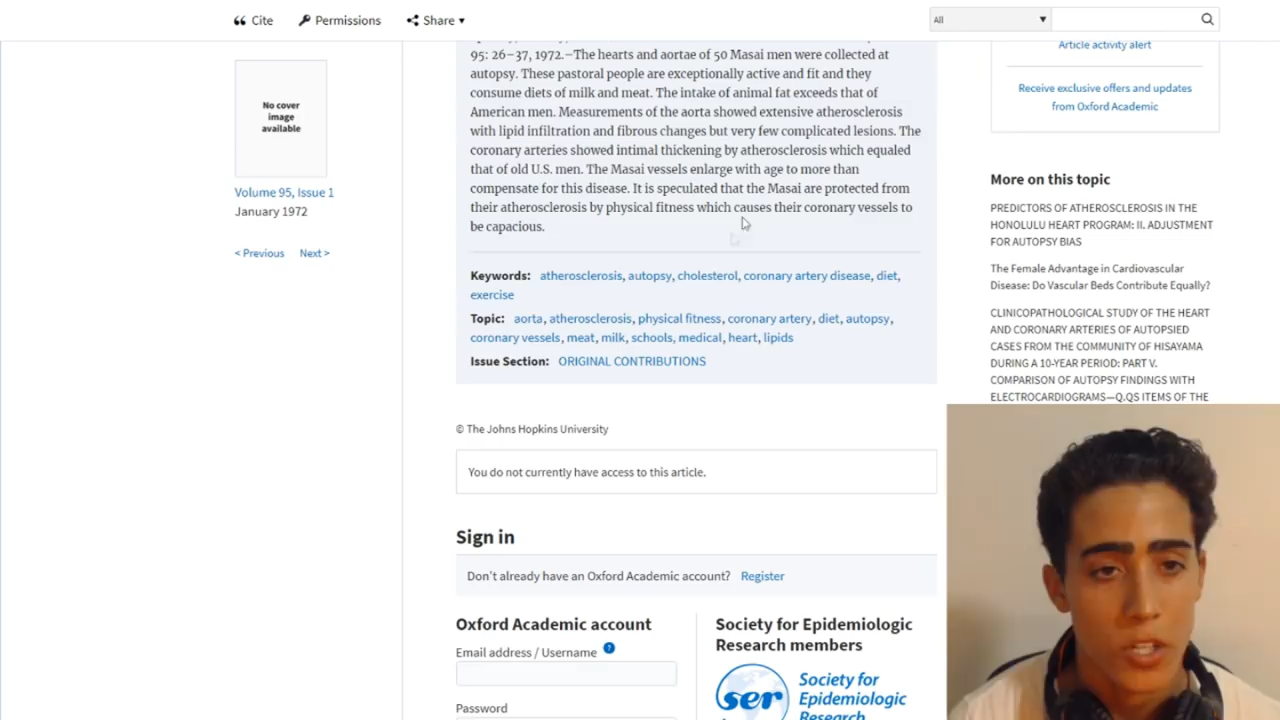 Cite
Permissions
Share
All
No cover
image
available
Volume 95, Issue 1
January 1972
< Previous
Next >
95: 26–37, 1972.–The hearts and aortae of 50 Masai men were collected at
autopsy. These pastoral people are exceptionally active and fit and they
consume diets of milk and meat. The intake of animal fat exceeds that of
American men. Measurements of the aorta showed extensive atherosclerosis
with lipid infiltration and fibrous changes but very few complicated lesions. The
coronary arteries showed intimal thickening by atherosclerosis which equaled
that of old U.S. men. The Masai vessels enlarge with age to more than
compensate for this disease. It is speculated that the Masai are protected from
their atherosclerosis by physical fitness which causes their coronary vessels to
be capacious.
Keywords: atherosclerosis, autopsy, cholesterol, coronary artery disease, diet,
exercise
Topic: aorta, atherosclerosis, physical fitness, coronary artery, diet, autopsy,
coronary vessels, meat, milk, schools, medical, heart, lipids
Issue Section: ORIGINAL CONTRIBUTIONS
© The Johns Hopkins University
You do not currently have access to this article.
Sign in
Don't already have an Oxford Academic account? Register
Oxford Academic account
Email address / Username ?
Password
Society for Epidemiologic
Research members
ser
Society for
Epidemiologic
Research
Article activity alert
Receive exclusive offers and updates
from Oxford Academic
More on this topic
PREDICTORS OF ATHEROSCLEROSIS IN THE
HONOLULU HEART PROGRAM: II. ADJUSTMENT
FOR AUTOPSY BIAS
The Female Advantage in Cardiovascular
Disease: Do Vascular Beds Contribute Equally?
CLINICOPATHOLOGICAL STUDY OF THE HEART
AND CORONARY ARTERIES OF AUTOPSIED
CASES FROM THE COMMUNITY OF HISAYAMA
DURING A 10-YEAR PERIOD: PART V.
COMPARISON OF AUTOPSY FINDINGS WITH
ELECTROCARDIOGRAMS—Q.QS ITEMS OF THE